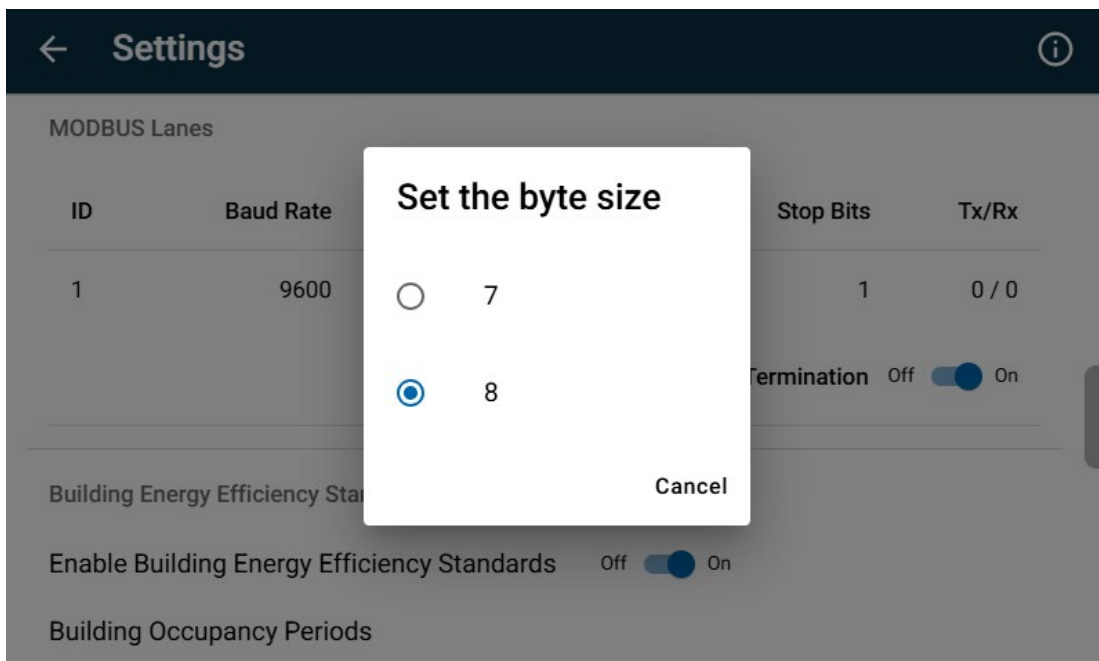 Settings
MODBUS Lanes
ID Baud Rate Stop Bits Tx/Rx
1 9600 1 0 / 0
Termination Off On
Set the byte size
7
8
Cancel
Building Energy Efficiency
Enable Building Energy Efficiency Standards Off On
Building Occupancy Periods